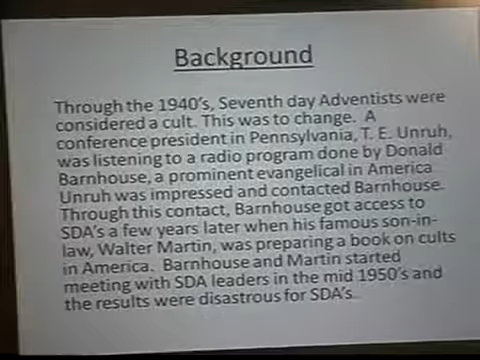 Background
Through the 1940's, Seventh day Adventists were
considered a cult. This was to change.  A
conference president in Pennsylvania, T. E. Unruh,
was listening to a radio program done by Donald
Barnhouse, a prominent evangelical in America
Unruh was impressed and contacted Barnhouse.
Through this contact, Barnhouse got access to
SDA's a few years later when his famous son-in-
law, Walter Martin, was preparing a book on cults
in America.  Barnhouse and Martin started
meeting with SDA leaders in the mid 1950's and
the results were disastrous for SDA's.